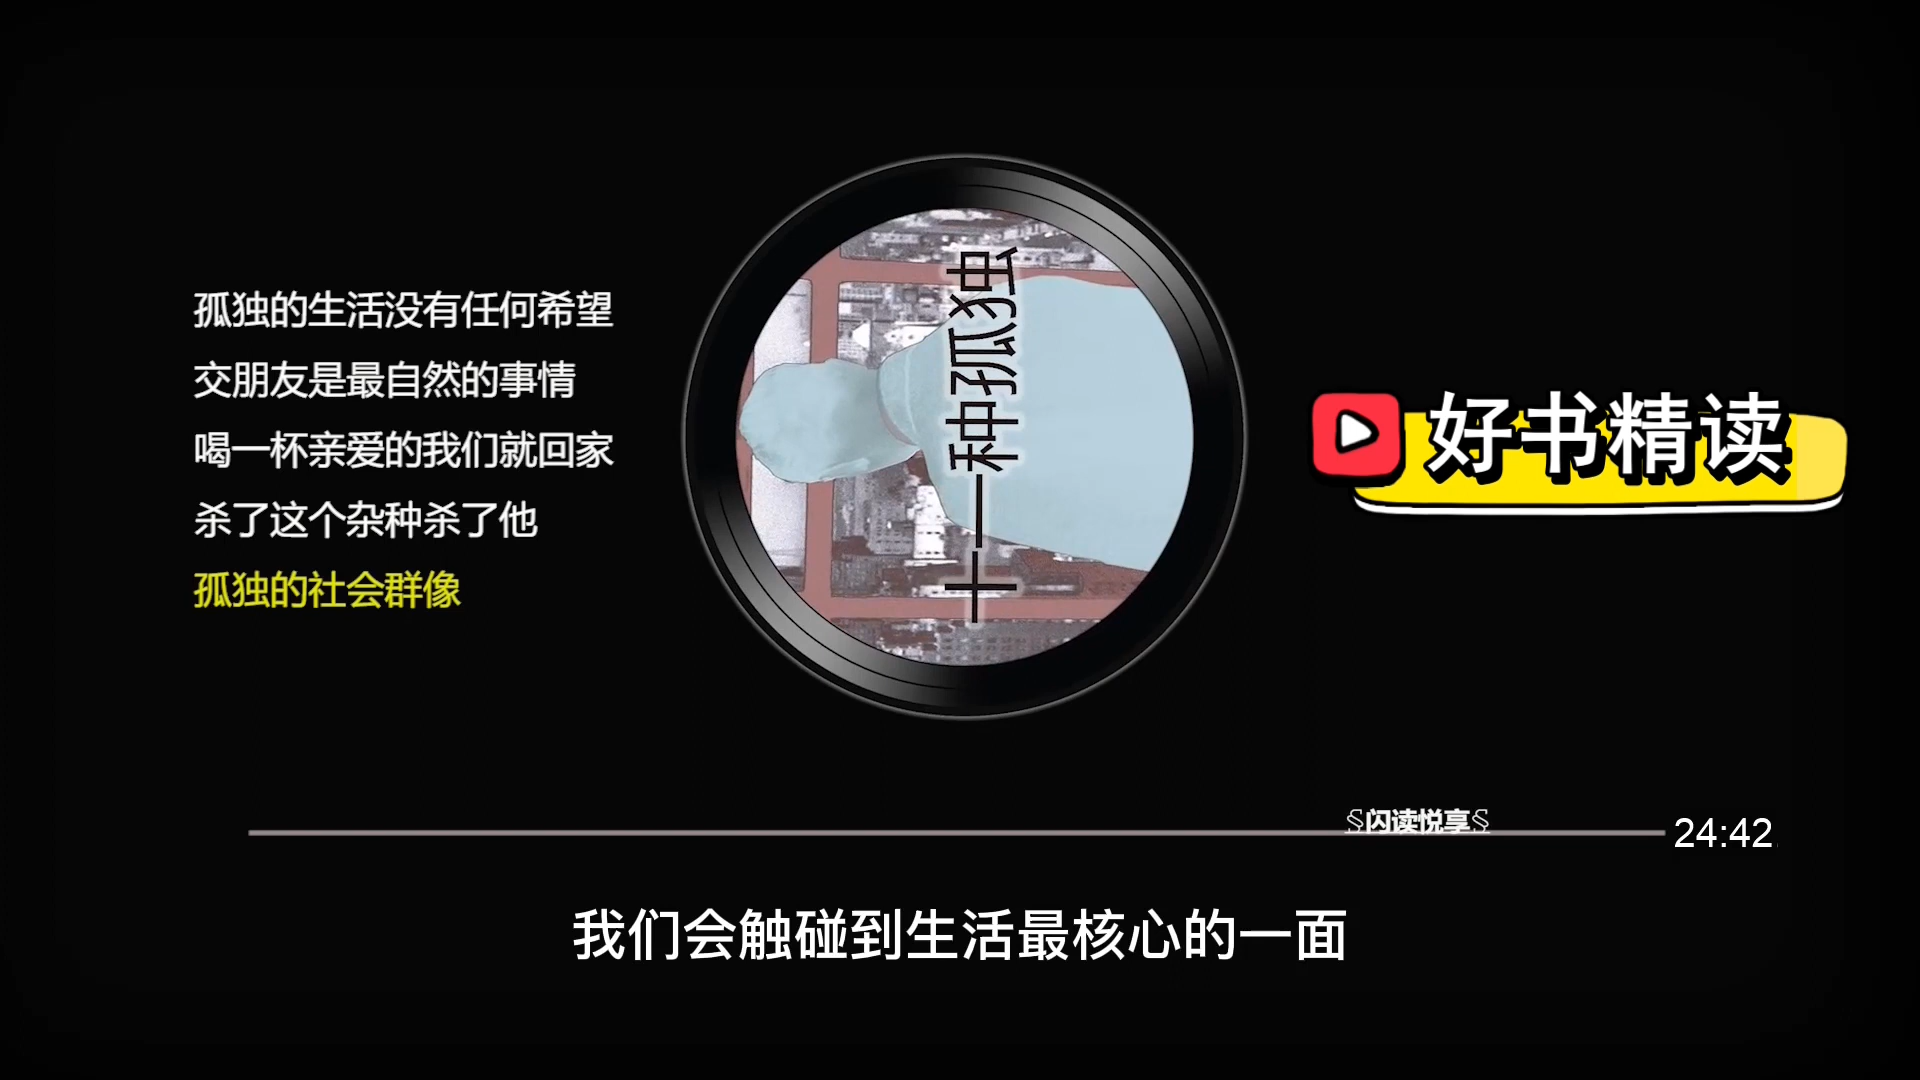 孤独的生活没有任何希望
交朋友是最自然的事情
喝一杯亲爱的我们就回家
杀了这个杂种杀了他
孤独的社会群像
十一种孤独
好书精读
§闪读悦享§
24:42
我们会触碰到生活最核心的一面